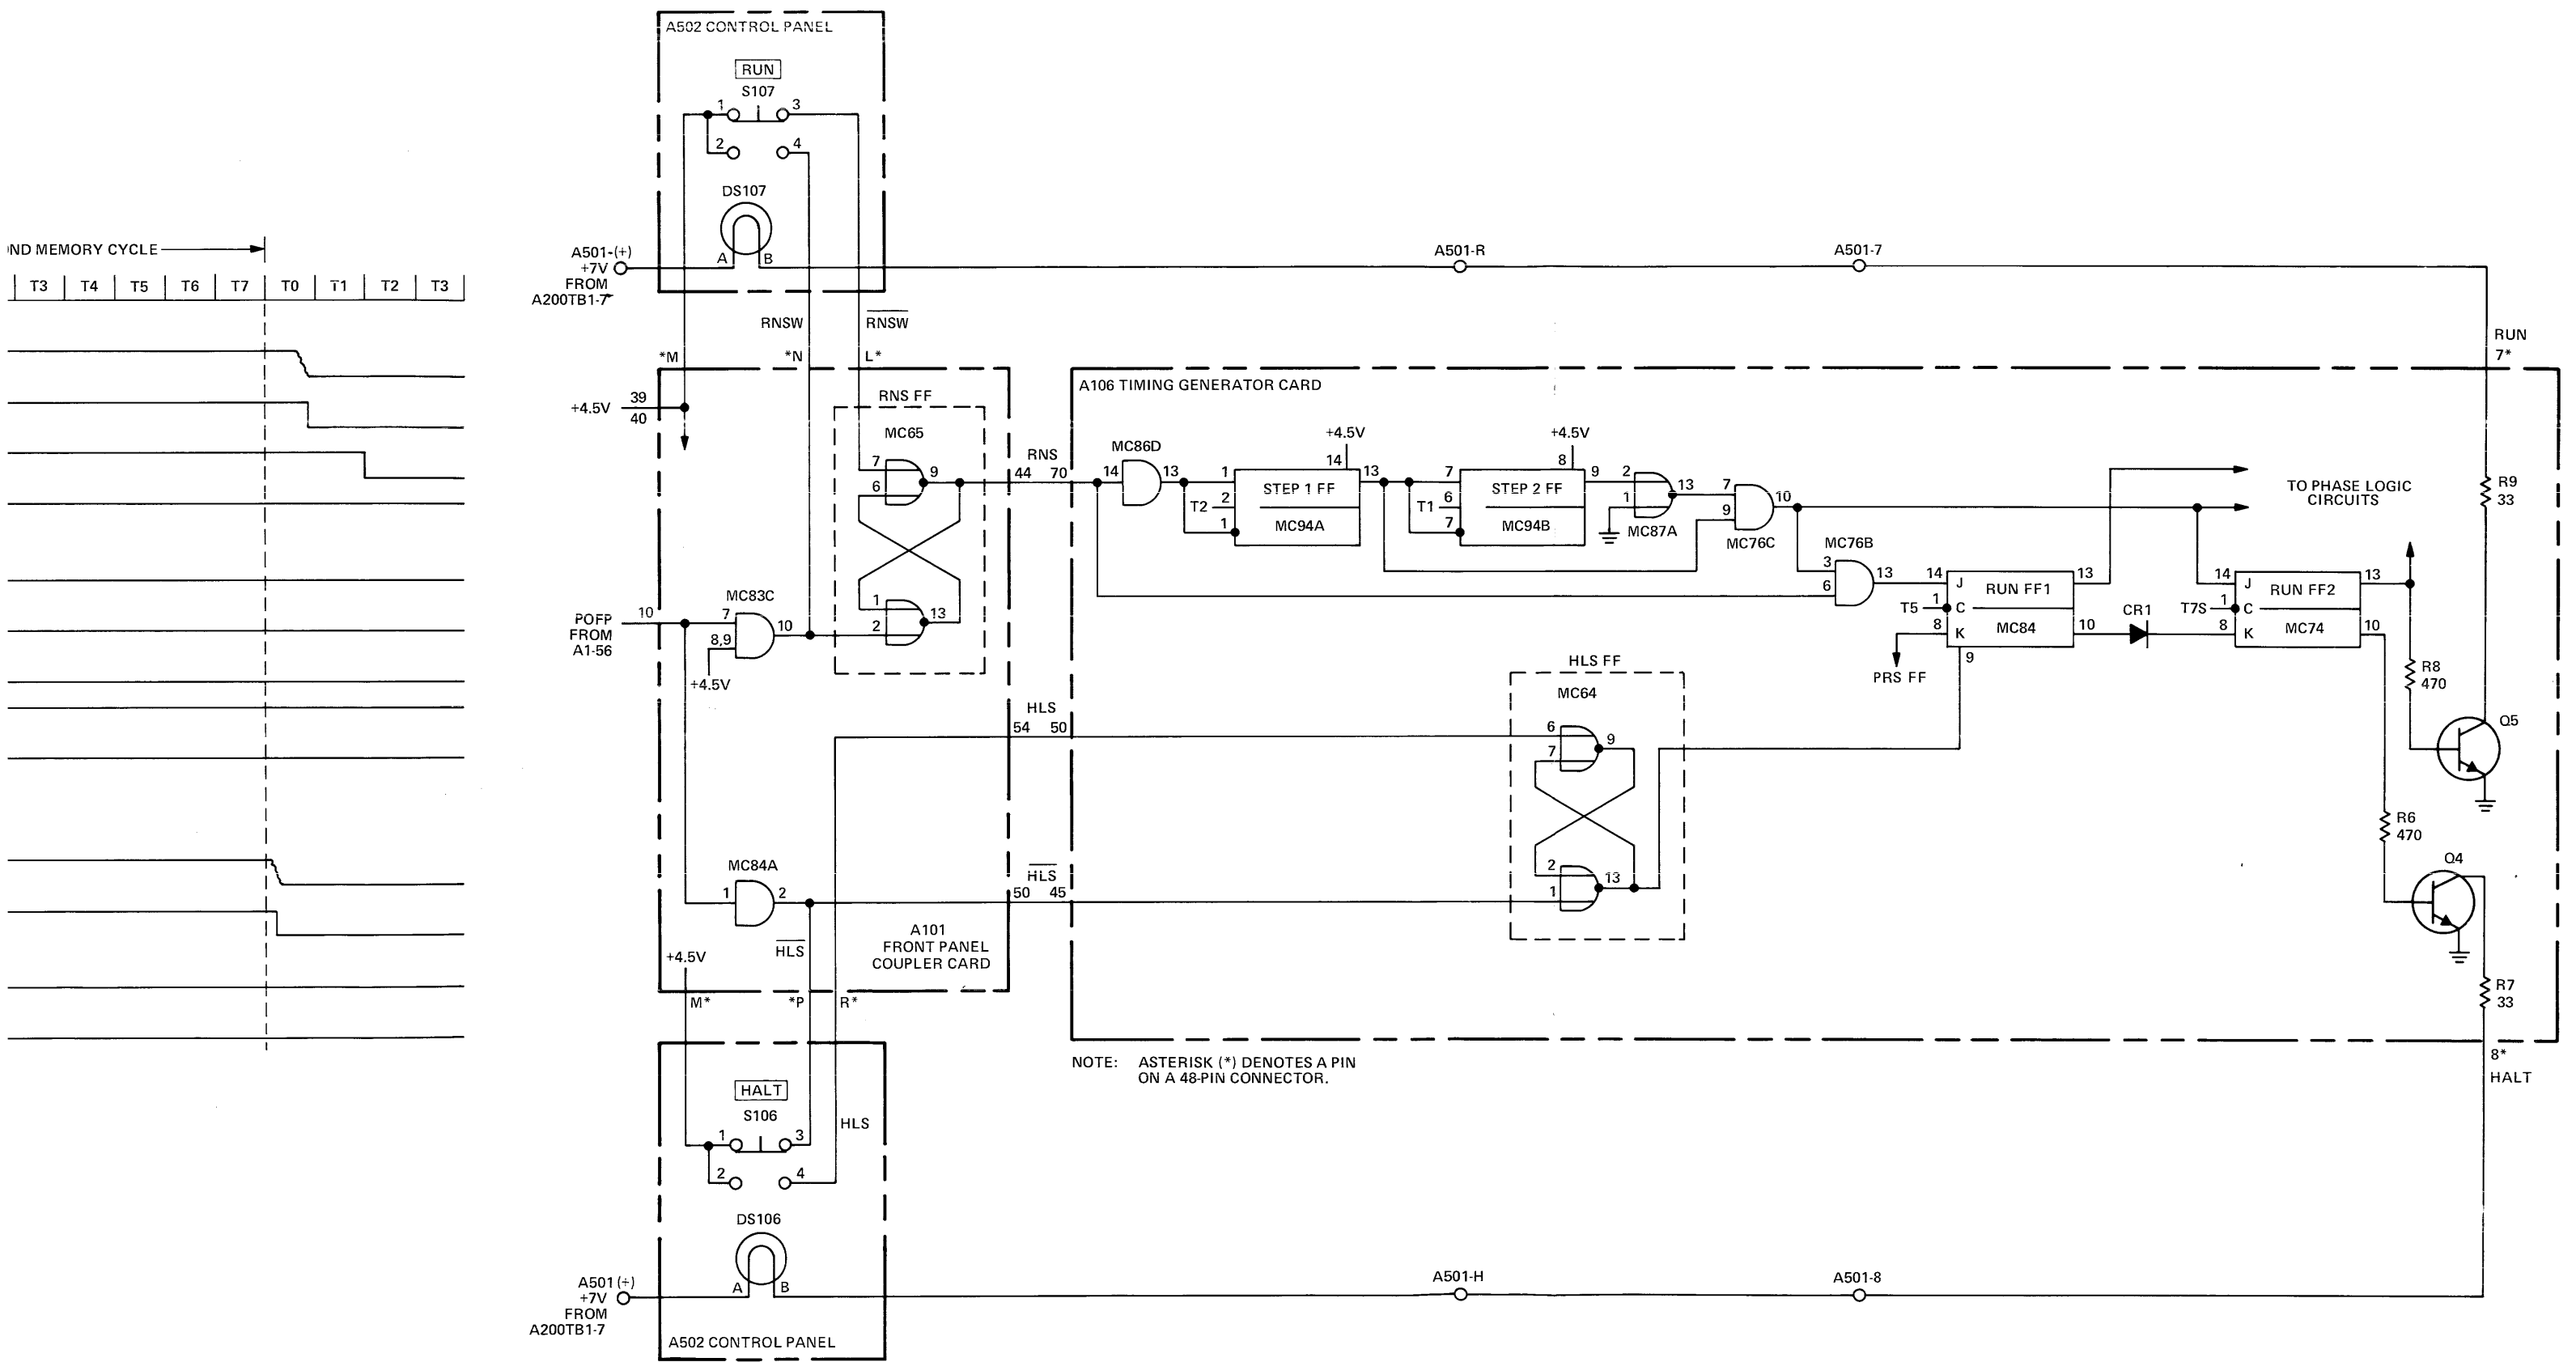 A502 CONTROL PANEL
RUN
S107
1
3
2
4
DS107
A
B
A501-(+)
+7V
FROM
A200TB1-7
A501-R
A501-7
ND MEMORY CYCLE
T3 T4 T5 T6 T7 T0 T1 T2 T3
RNSW
RNSW
RUN
7*
*M
*N
L*
A106 TIMING GENERATOR CARD
+4.5V
39
40
RNS FF
MC65
7
6
9
RNS
44 70
MC86D
14
13
+4.5V
14
1
T2
2
1
STEP 1 FF
MC94A
13
+4.5V
8
7
T1
6
7
STEP 2 FF
MC94B
9
2
1
13
MC87A
7
9
10
MC76C
TO PHASE LOGIC
CIRCUITS
R9
33
MC76B
3
6
13
14
J
RUN FF1
13
T5
1
C
8
K
MC84
10
9
PRS FF
CR1
14
J
RUN FF2
13
T7S
1
C
8
K
MC74
10
1
2
13
POFP
FROM
A1-56
10
MC83C
7
8,9
10
+4.5V
R8
470
Q5
HLS
54 50
HLS FF
MC64
6
7
9
2
1
13
R6
470
Q4
R7
33
MC84A
1
2
HLS
50 45
HLS
A101
FRONT PANEL
COUPLER CARD
+4.5V
M*
*P
R*
NOTE: ASTERISK (*) DENOTES A PIN
ON A 48-PIN CONNECTOR.
8*
HALT
HALT
S106
1
3
2
4
HLS
DS106
A
B
A501 (+)
+7V
FROM
A200TB1-7
A501-H
A501-8
A502 CONTROL PANEL